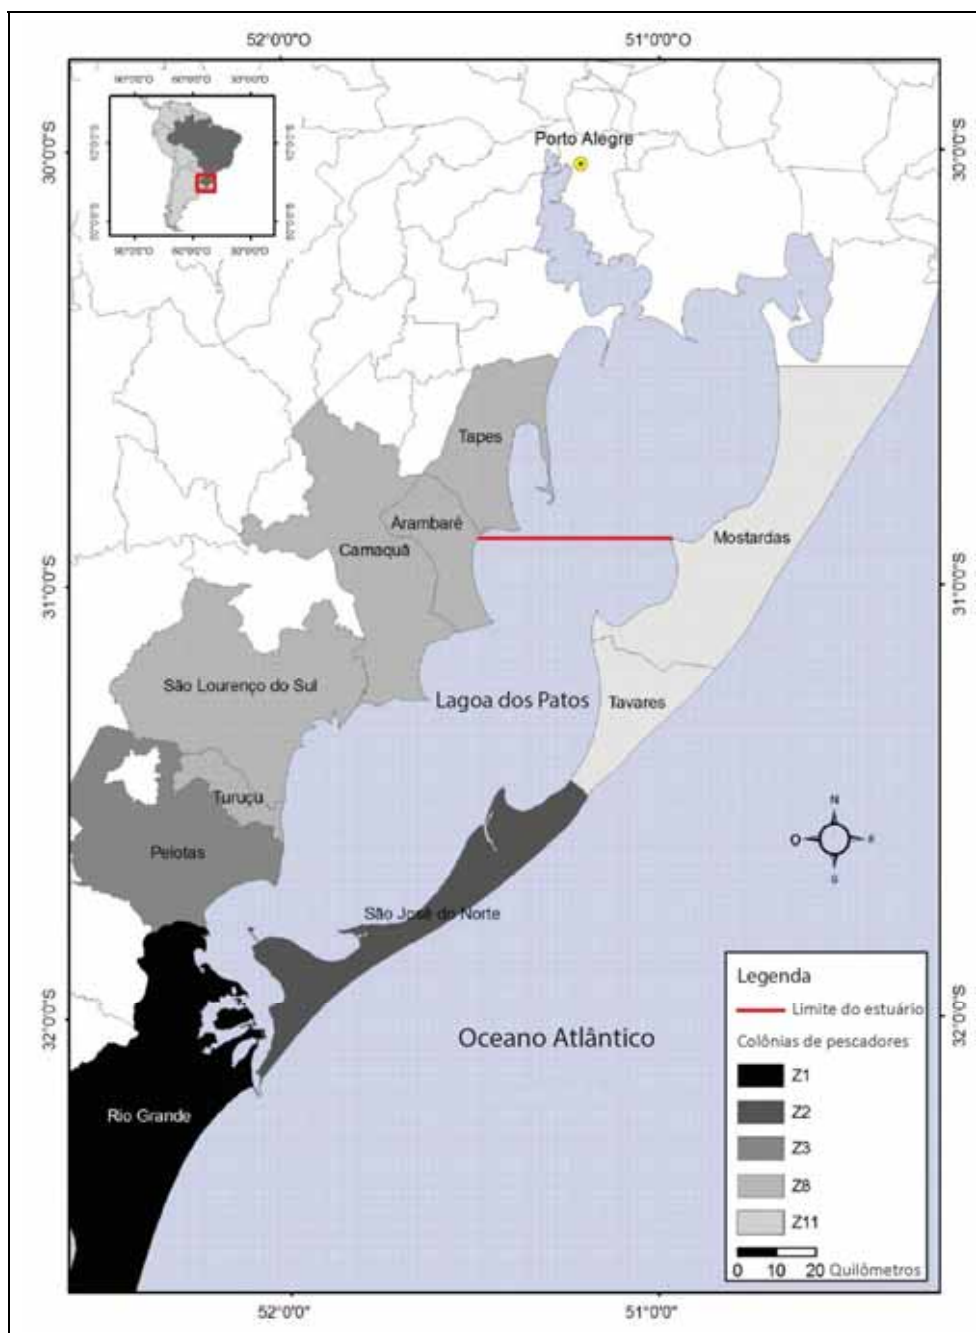 52°0'0"O
51°0'0"O
30°0'0"S
30°0'0"S
Porto Alegre
Tapes
Arambaré
Camaquã
Mostardas
31°0'0"S
31°0'0"S
São Lourenço do Sul
Lagoa dos Patos
Tavares
Turuçu
Pelotas
N
O
E
S
São José do Norte
32°0'0"S
32°0'0"S
Oceano Atlântico
Rio Grande
Legenda
Limite do estuário
Colônias de pescadores
Z1
Z2
Z3
Z8
Z11
0 10 20 Quilômetros
52°0'0"
51°0'0"